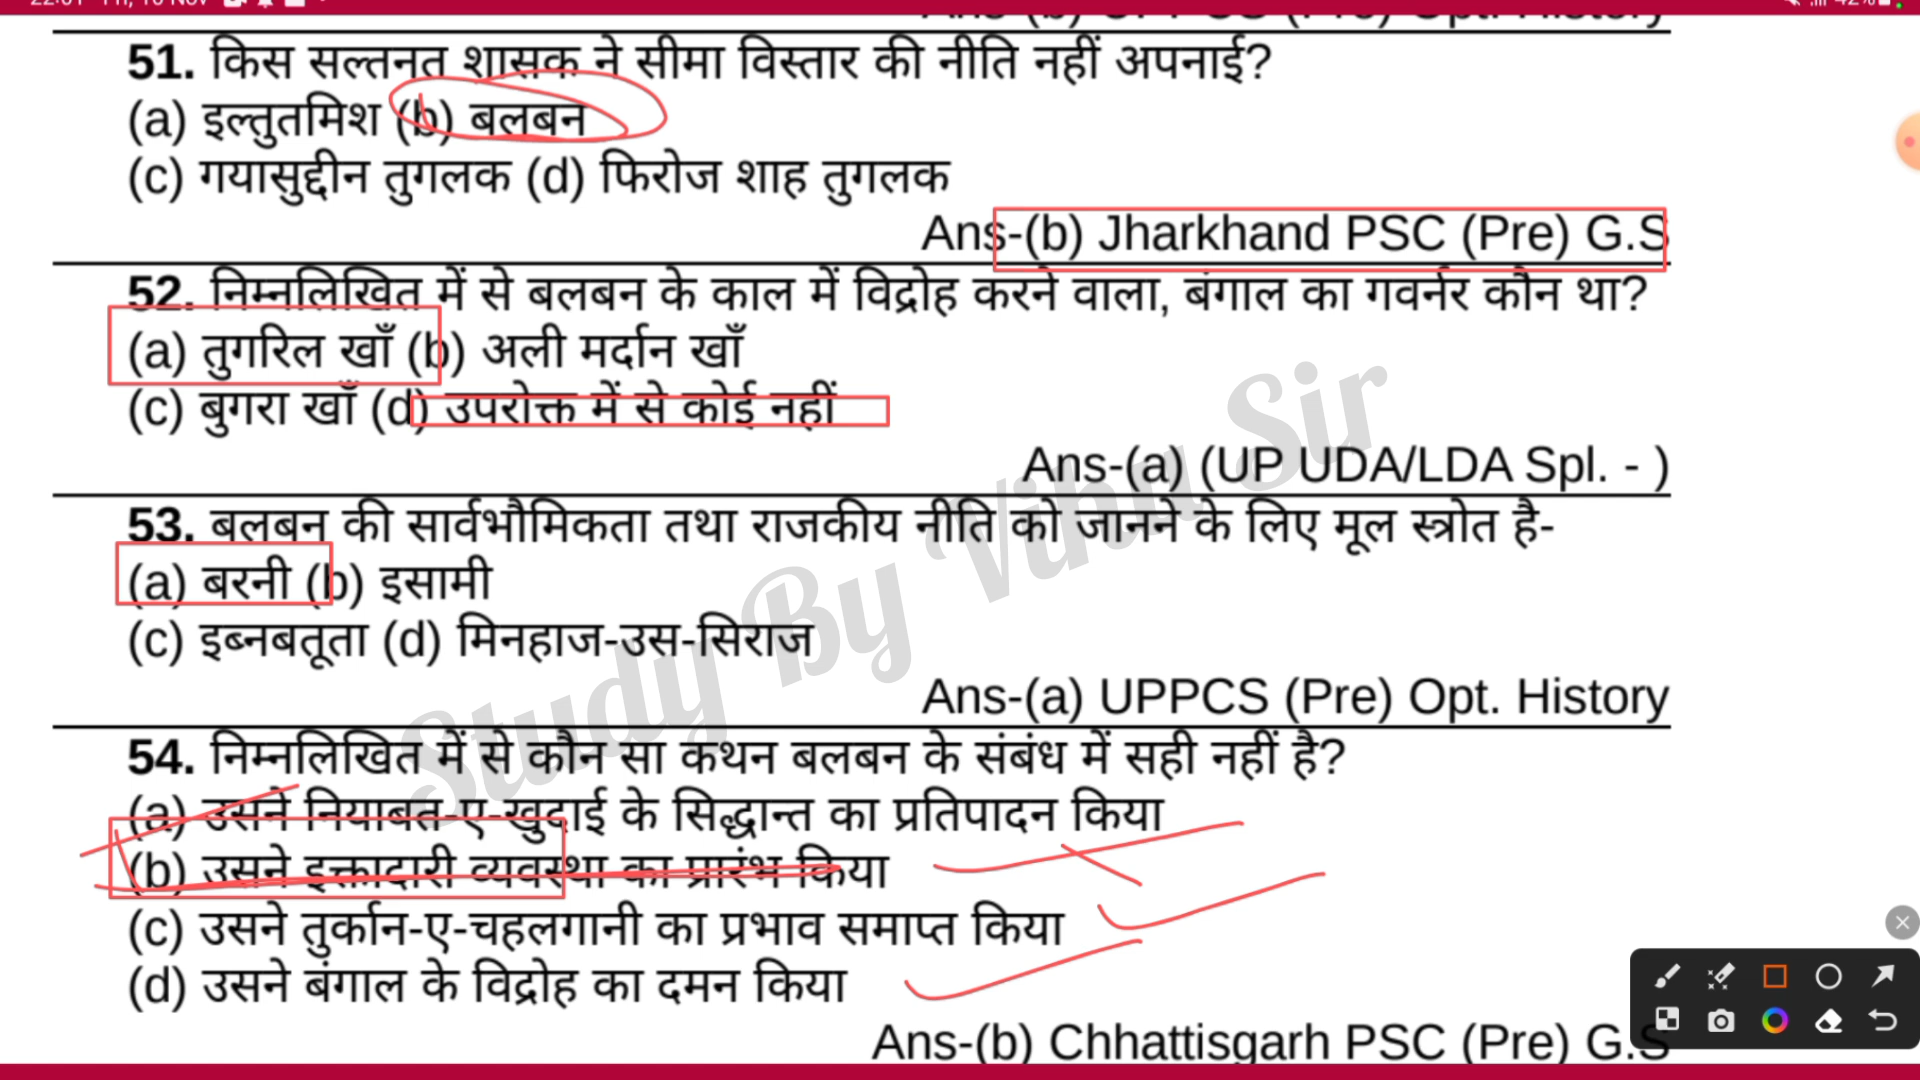 51. किस सल्तनत शासक ने सीमा विस्तार की नीति नहीं अपनाई?
(a) इल्तुतमिश (b) बलबन
(c) गयासुद्दीन तुगलक (d) फिरोज शाह तुगलक
Ans-(b) Jharkhand PSC (Pre) G.S
52. निम्नलिखित में से बलबन के काल में विद्रोह करने वाला, बंगाल का गवर्नर कौन था?
(a) तुगरिल खाँ (b) अली मर्दान खाँ
(c) बुगरा खाँ (d) उपरोक्त में से कोई नहीं
Ans-(a) (UP UDA/LDA Spl. - )
53. बलबन की सार्वभौमिकता तथा राजकीय नीति को जानने के लिए मूल स्त्रोत है-
(a) बरनी (b) इसामी
(c) इब्नबतूता (d) मिनहाज-उस-सिराज
Ans-(a) UPPCS (Pre) Opt. History
54. निम्नलिखित में से कौन सा कथन बलबन के संबंध में सही नहीं है?
(a) उसने नियाबत-ए-खुदाई के सिद्धान्त का प्रतिपादन किया
(b) उसने इक्तादारी व्यवस्था का प्रारंभ किया
(c) उसने तुर्कान-ए-चहलगानी का प्रभाव समाप्त किया
(d) उसने बंगाल के विद्रोह का दमन किया
Ans-(b) Chhattisgarh PSC (Pre) G.S
Study By Vihu Sir